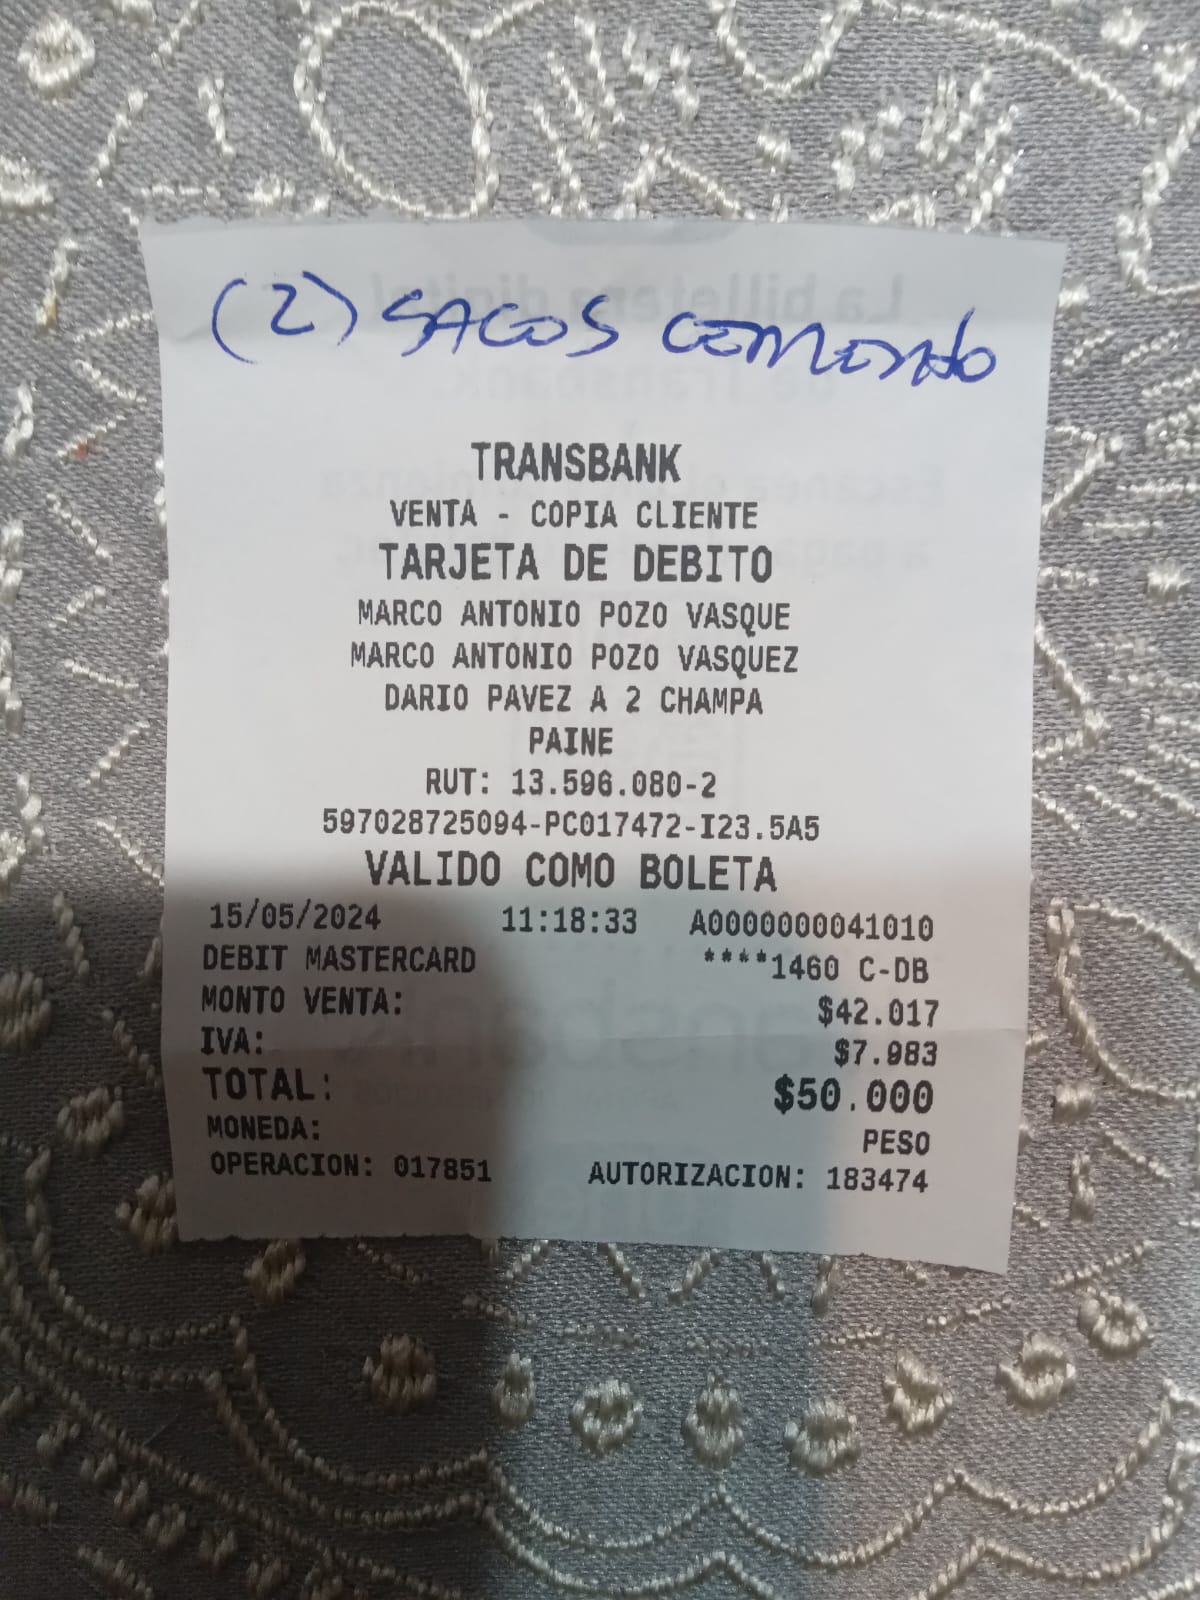 (2) SACOS CEMENTO
TRANSBANK
VENTA - COPIA CLIENTE
TARJETA DE DEBITO
MARCO ANTONIO POZO VASQUE
MARCO ANTONIO POZO VASQUEZ
DARIO PAVEZ A 2 CHAMPA
PAINE
RUT: 13.596.080-2
597028725094-PC017472-I23.5A5
VALIDO COMO BOLETA
15/05/2024 11:18:33 A0000000041010
DEBIT MASTERCARD ****1460 C-DB
MONTO VENTA: $42.017
IVA: $7.983
TOTAL: $50.000
MONEDA: PESO
OPERACION: 017851 AUTORIZACION: 183474